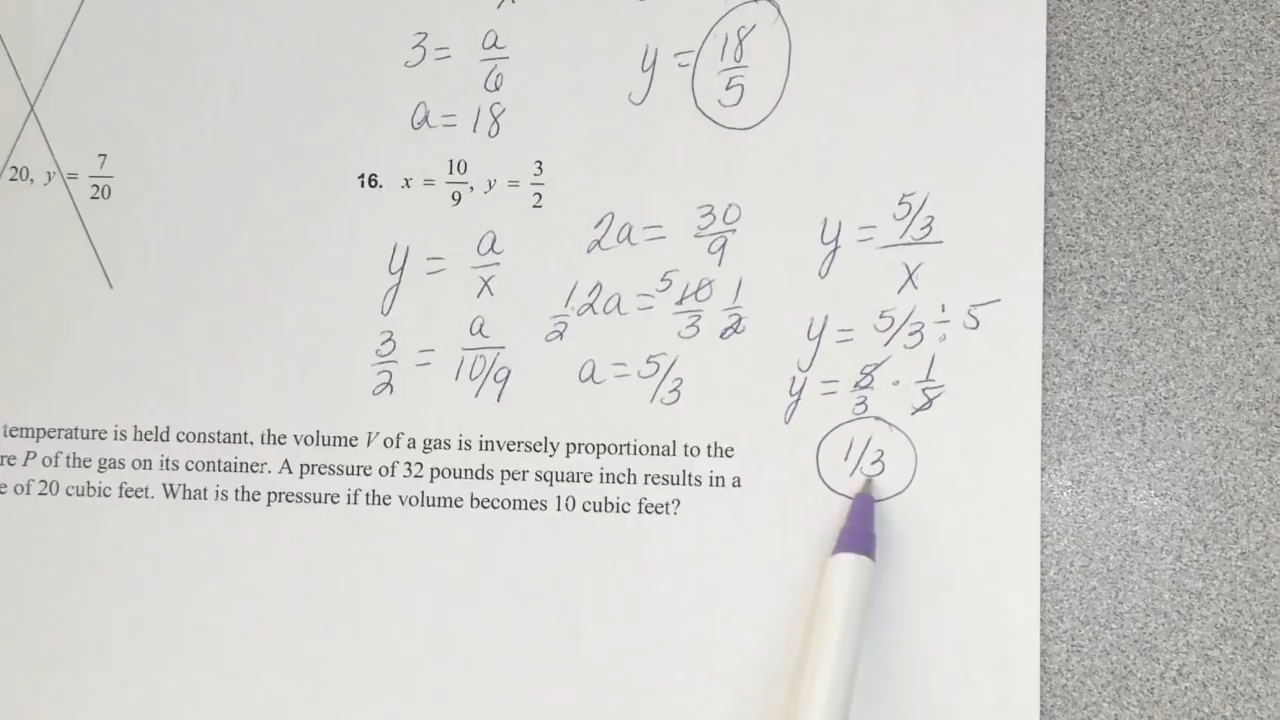 3 = a/6
a = 18
y = 18/5
20, y = 7/20
16. x = 10/9, y = 3/2
y = a/x
3/2 = a/10/9
2a = 30/9
1/2 · 2a = 5 10/3 1/2
a = 5/3
y = 5/3/x
y = 5/3 ÷ 5
y = 5/3 · 1/5
1/3
temperature is held constant, the volume V of a gas is inversely proportional to the
re P of the gas on its container. A pressure of 32 pounds per square inch results in a
e of 20 cubic feet. What is the pressure if the volume becomes 10 cubic feet?